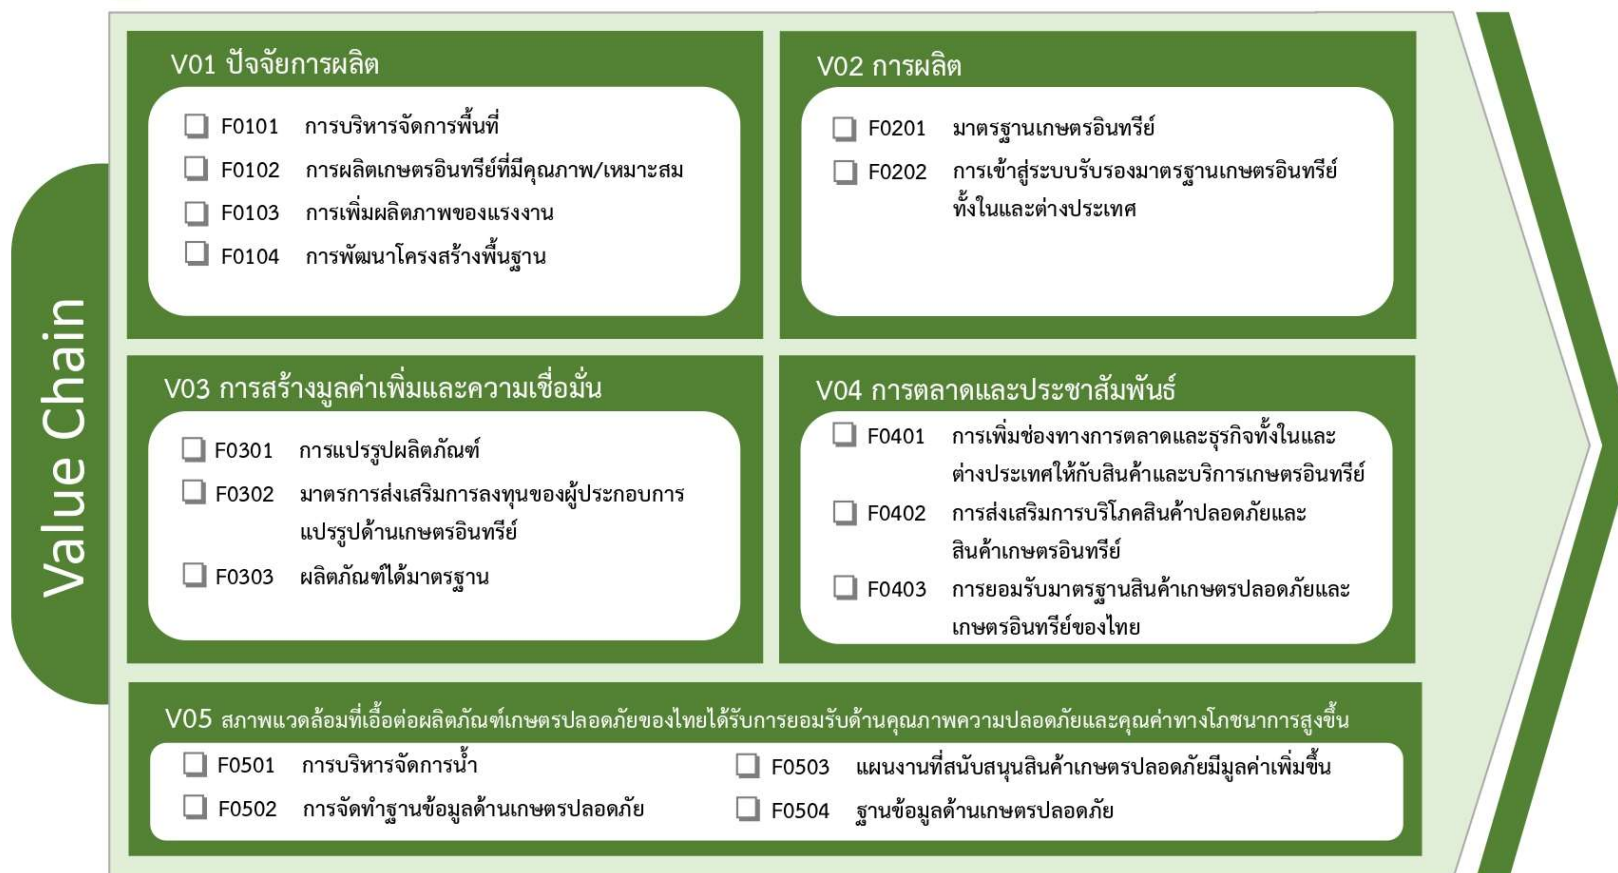 Value Chain
V01 ปัจจัยการผลิต
F0101 การบริหารจัดการพื้นที่
F0102 การผลิตเกษตรอินทรีย์ที่มีคุณภาพ/เหมาะสม
F0103 การเพิ่มผลิตภาพของแรงงาน
F0104 การพัฒนาโครงสร้างพื้นฐาน
V02 การผลิต
F0201 มาตรฐานเกษตรอินทรีย์
F0202 การเข้าสู่ระบบรับรองมาตรฐานเกษตรอินทรีย์
ทั้งในและต่างประเทศ
V03 การสร้างมูลค่าเพิ่มและความเชื่อมั่น
F0301 การแปรรูปผลิตภัณฑ์
F0302 มาตรการส่งเสริมการลงทุนของผู้ประกอบการ
แปรรูปด้านเกษตรอินทรีย์
F0303 ผลิตภัณฑ์ได้มาตรฐาน
V04 การตลาดและประชาสัมพันธ์
F0401 การเพิ่มช่องทางการตลาดและธุรกิจทั้งในและ
ต่างประเทศให้กับสินค้าและบริการเกษตรอินทรีย์
F0402 การส่งเสริมการบริโภคสินค้าปลอดภัยและ
สินค้าเกษตรอินทรีย์
F0403 การยอมรับมาตรฐานสินค้าเกษตรปลอดภัยและ
เกษตรอินทรีย์ของไทย
V05 สภาพแวดล้อมที่เอื้อต่อผลิตภัณฑ์เกษตรปลอดภัยของไทยได้รับการยอมรับด้านคุณภาพความปลอดภัยและคุณค่าทางโภชนาการสูงขึ้น
F0501 การบริหารจัดการน้ำ
F0502 การจัดทำฐานข้อมูลด้านเกษตรปลอดภัย
F0503 แผนงานที่สนับสนุนสินค้าเกษตรปลอดภัยมีมูลค่าเพิ่มขึ้น
F0504 ฐานข้อมูลด้านเกษตรปลอดภัย